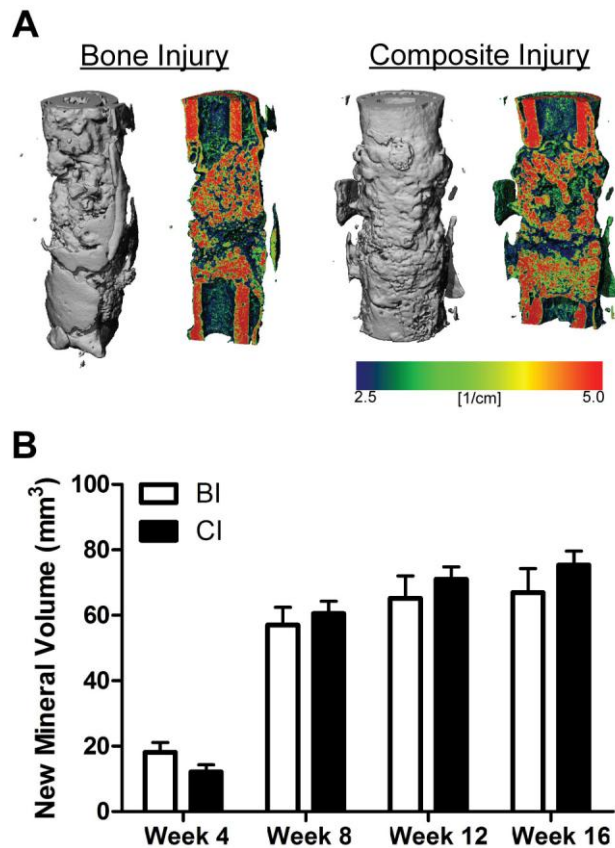 A
Bone Injury
Composite Injury
2.5 [1/cm] 5.0
B
New Mineral Volume (mm³)
100
80
60
40
20
0
BI
CI
Week 4 Week 8 Week 12 Week 16